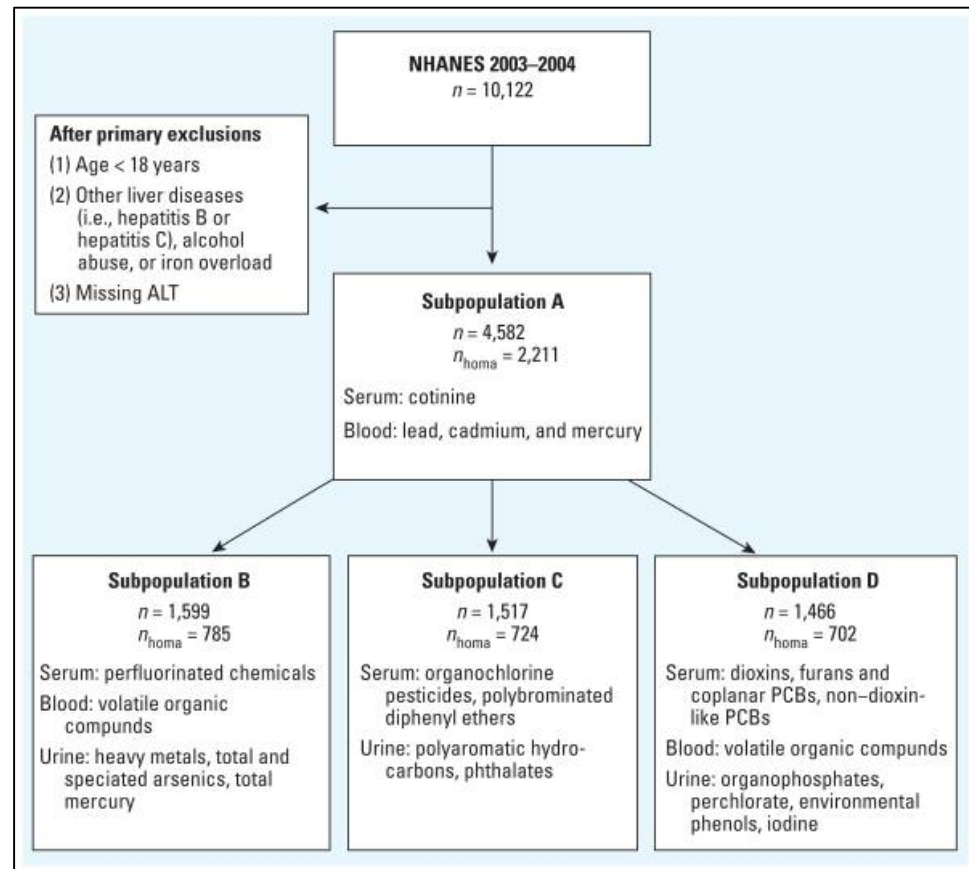 NHANES 2003–2004
n = 10,122
After primary exclusions
(1) Age < 18 years
(2) Other liver diseases
(i.e., hepatitis B or
hepatitis C), alcohol
abuse, or iron overload
(3) Missing ALT
Subpopulation A
n = 4,582
nhoma = 2,211
Serum: cotinine
Blood: lead, cadmium, and mercury
Subpopulation B
n = 1,599
nhoma = 785
Serum: perfluorinated chemicals
Blood: volatile organic
compunds
Urine: heavy metals, total and
speciated arsenics, total
mercury
Subpopulation C
n = 1,517
nhoma = 724
Serum: organochlorine
pesticides, polybrominated
diphenyl ethers
Urine: polyaromatic hydro-
carbons, phthalates
Subpopulation D
n = 1,466
nhoma = 702
Serum: dioxins, furans and
coplanar PCBs, non–dioxin-
like PCBs
Blood: volatile organic compunds
Urine: organophosphates,
perchlorate, environmental
phenols, iodine